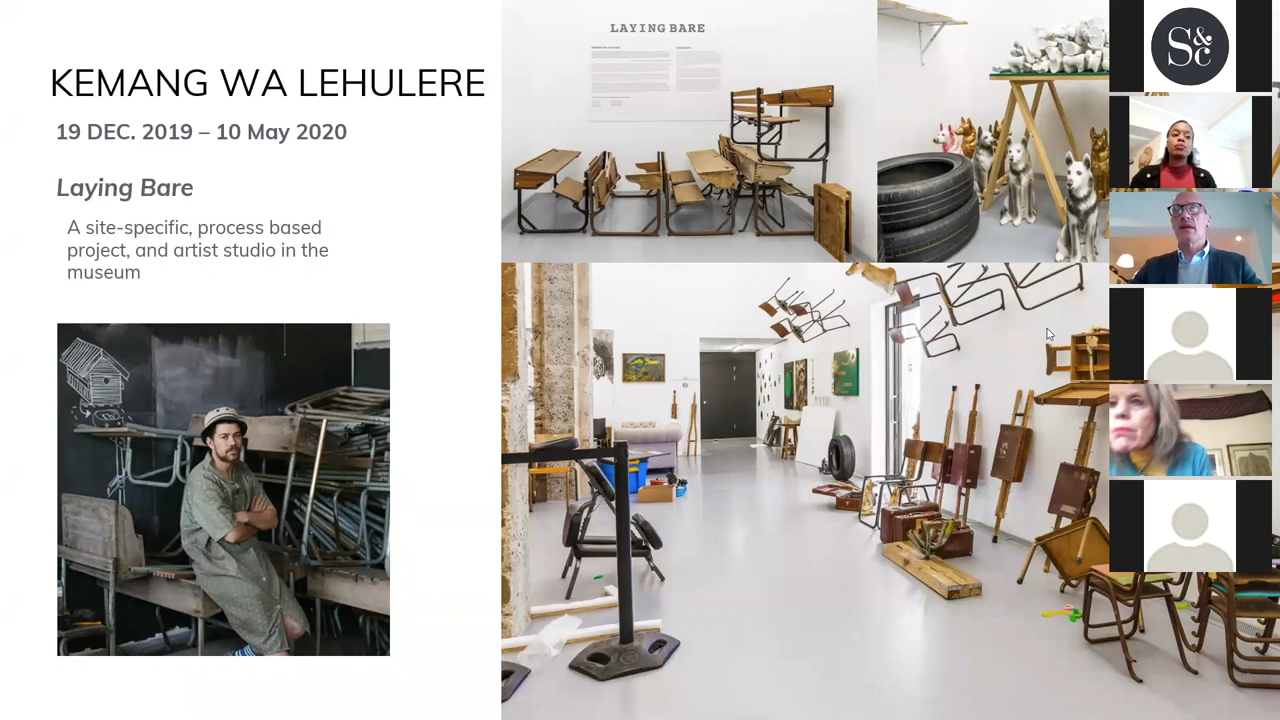 KEMANG WA LEHULERE
19 DEC. 2019 – 10 May 2020
Laying Bare
A site-specific, process based
project, and artist studio in the
museum
LAYING BARE
S&c